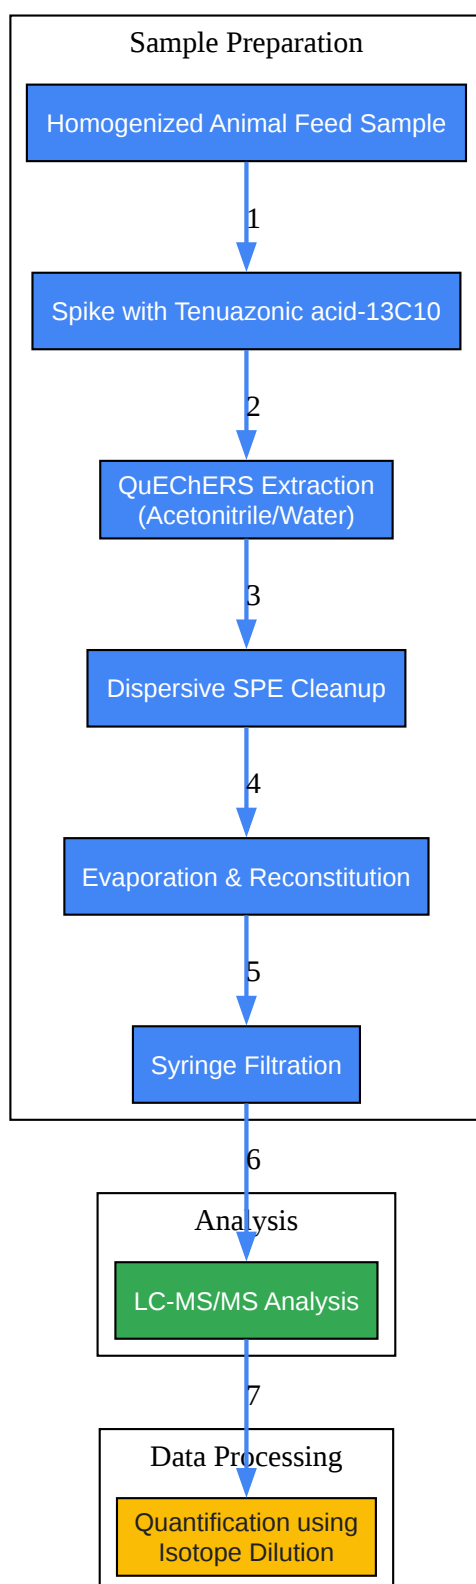 Sample Preparation
Homogenized Animal Feed Sample
1
Spike with Tenuazonic acid-13C10
2
QuEChERS Extraction
(Acetonitrile/Water)
3
Dispersive SPE Cleanup
4
Evaporation & Reconstitution
5
Syringe Filtration
6
Analysis
LC-MS/MS Analysis
7
Data Processing
Quantification using
Isotope Dilution